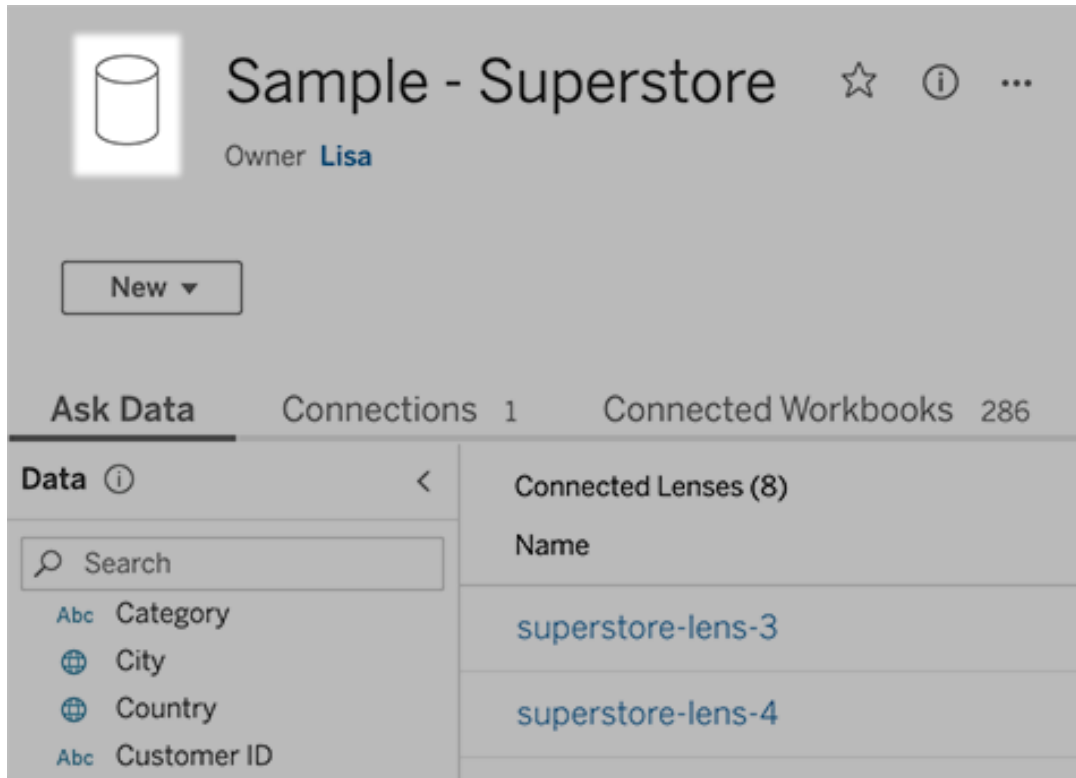 Sample - Superstore
Owner Lisa
New
Ask Data Connections 1 Connected Workbooks 286
Data
Search
Abc Category
City
Country
Abc Customer ID
Connected Lenses (8)
Name
superstore-lens-3
superstore-lens-4